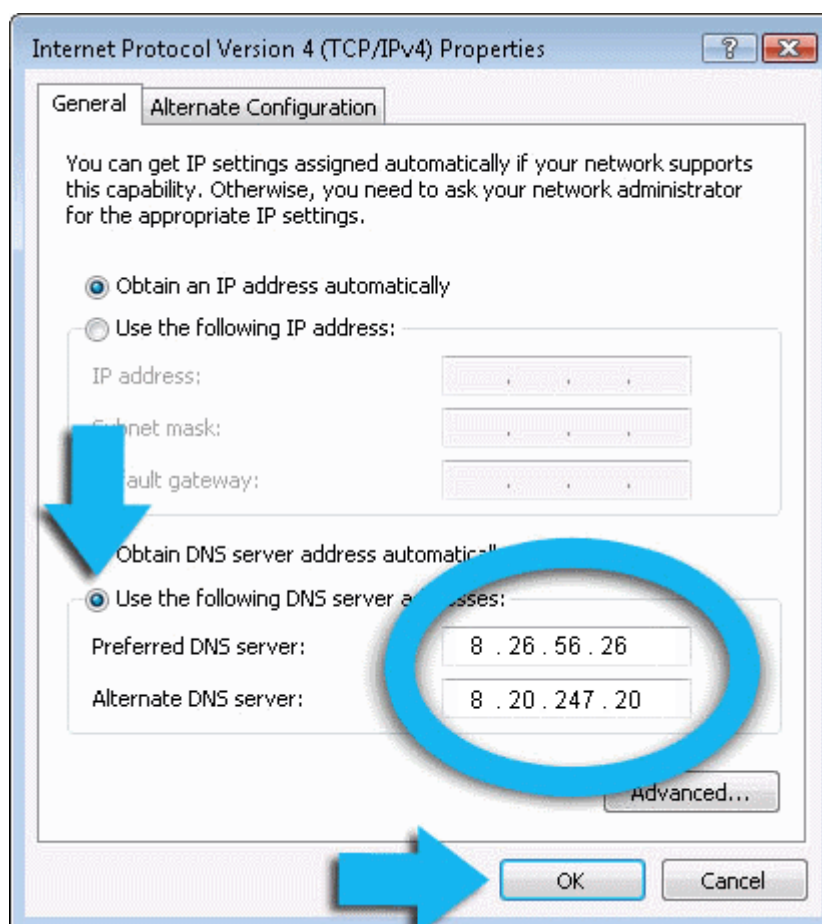 Internet Protocol Version 4 (TCP/IPv4) Properties
General
Alternate Configuration
You can get IP settings assigned automatically if your network supports
this capability. Otherwise, you need to ask your network administrator
for the appropriate IP settings.
Obtain an IP address automatically
Use the following IP address:
IP address:
mask:
gateway:
Obtain DNS server address
Use the following DNS server
Preferred DNS server: 8 . 26 . 56 . 26
Alternate DNS server: 8 . 20 . 247 . 20
Advanced...
OK
Cancel